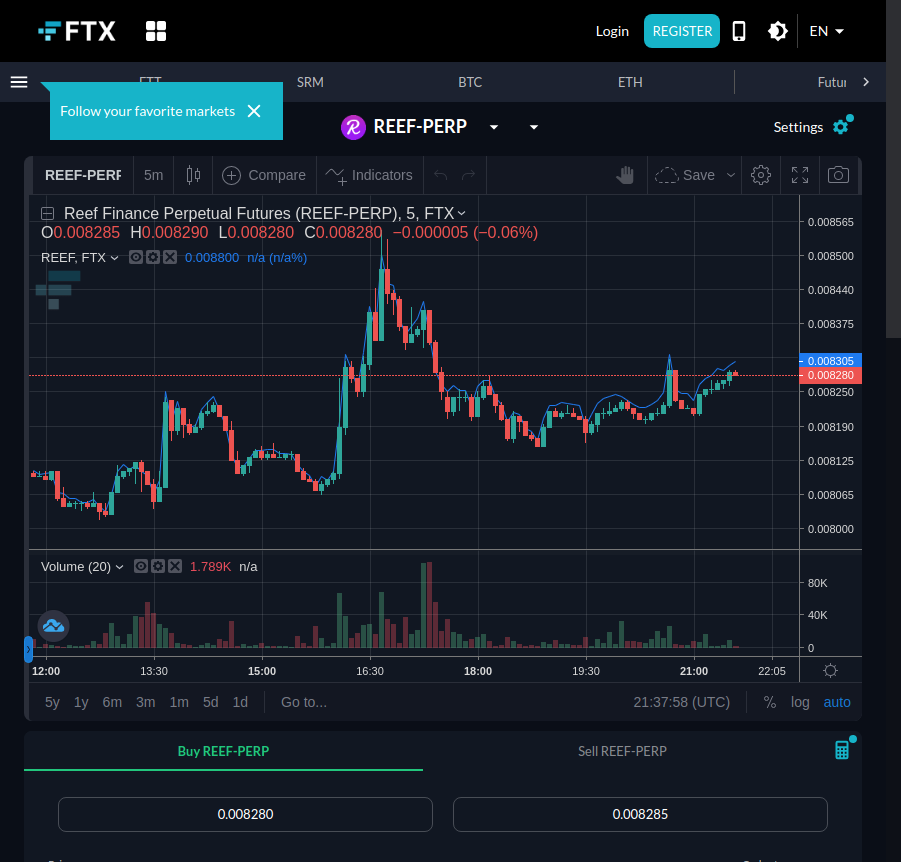 FTX
Login
REGISTER
EN
FTT
SRM
BTC
ETH
Futur
Follow your favorite markets
REEF-PERP
Settings
REEF-PERP
5m
Compare
Indicators
Save
Reef Finance Perpetual Futures (REEF-PERP), 5, FTX
O0.008285 H0.008290 L0.008280 C0.008280 −0.000005 (−0.06%)
REEF, FTX
0.008800 n/a (n/a%)
0.008565
0.008500
0.008440
0.008375
0.008305
0.008280
0.008250
0.008190
0.008125
0.008065
0.008000
Volume (20)
1.789K n/a
80K
40K
0
12:00
13:30
15:00
16:30
18:00
19:30
21:00
22:05
5y 1y 6m 3m 1m 5d 1d
Go to...
21:37:58 (UTC)
% log auto
Buy REEF-PERP
Sell REEF-PERP
0.008280
0.008285